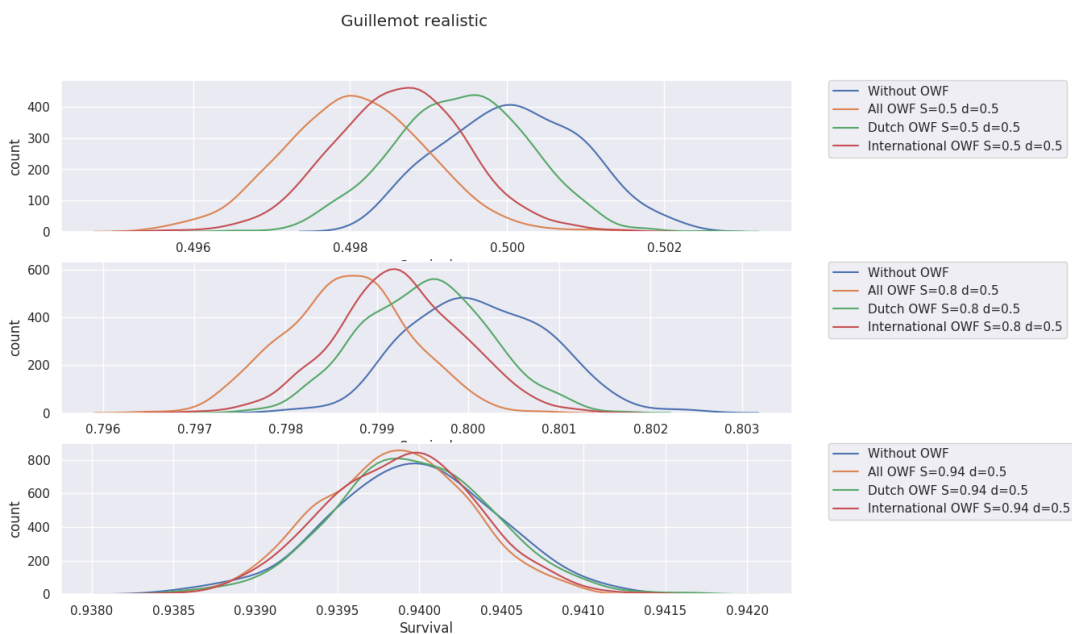 Guillemot realistic
400
300
200
100
0
count
0.496
0.498
0.500
0.502
Without OWF
All OWF S=0.5 d=0.5
Dutch OWF S=0.5 d=0.5
International OWF S=0.5 d=0.5
600
400
200
0
count
0.796
0.797
0.798
0.799
0.800
0.801
0.802
0.803
Without OWF
All OWF S=0.8 d=0.5
Dutch OWF S=0.8 d=0.5
International OWF S=0.8 d=0.5
800
600
400
200
0
count
0.9380
0.9385
0.9390
0.9395
0.9400
0.9405
0.9410
0.9415
0.9420
Survival
Without OWF
All OWF S=0.94 d=0.5
Dutch OWF S=0.94 d=0.5
International OWF S=0.94 d=0.5